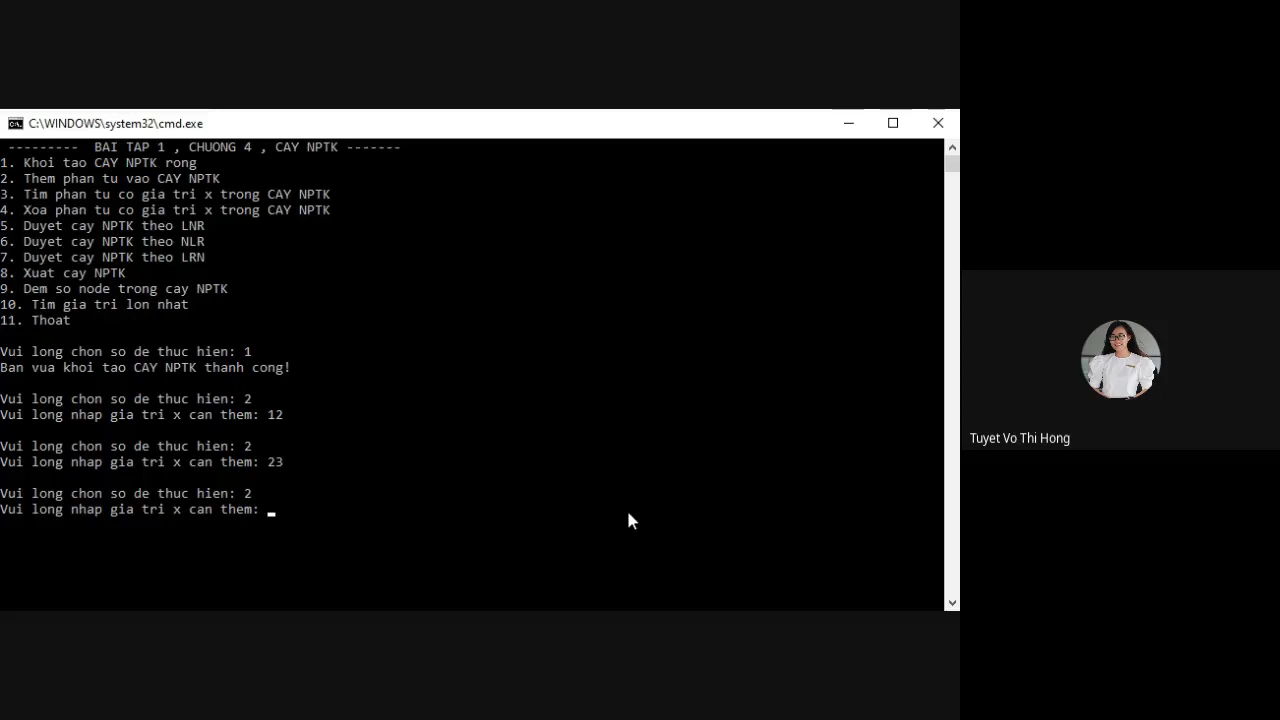 C:\WINDOWS\system32\cmd.exe
--------- BAI TAP 1 , CHUONG 4 , CAY NPTK -------
1. Khoi tao CAY NPTK rong
2. Them phan tu vao CAY NPTK
3. Tim phan tu co gia tri x trong CAY NPTK
4. Xoa phan tu co gia tri x trong CAY NPTK
5. Duyet cay NPTK theo LNR
6. Duyet cay NPTK theo NLR
7. Duyet cay NPTK theo LRN
8. Xuat cay NPTK
9. Dem so node trong cay NPTK
10. Tim gia tri lon nhat
11. Thoat
Vui long chon so de thuc hien: 1
Ban vua khoi tao CAY NPTK thanh cong!
Vui long chon so de thuc hien: 2
Vui long nhap gia tri x can them: 12
Vui long chon so de thuc hien: 2
Vui long nhap gia tri x can them: 23
Vui long chon so de thuc hien: 2
Vui long nhap gia tri x can them:
Tuyet Vo Thi Hong